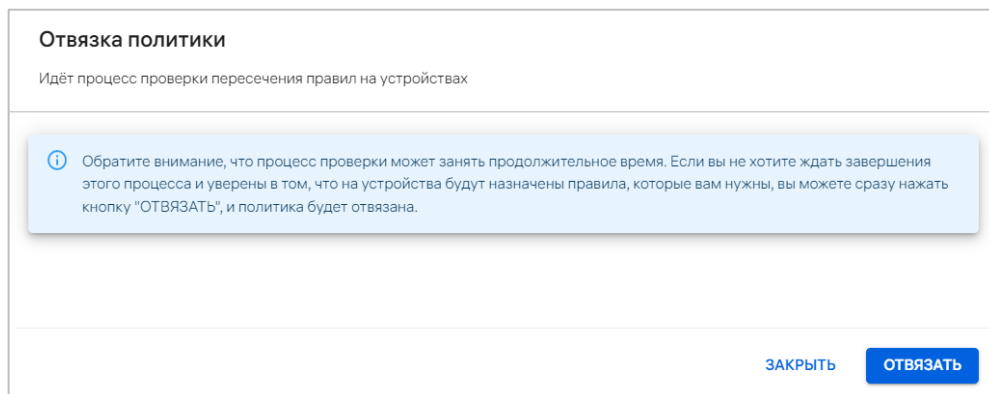 Отвязка политики
Идёт процесс проверки пересечения правил на устройствах
Обратите внимание, что процесс проверки может занять продолжительное время. Если вы не хотите ждать завершения
этого процесса и уверены в том, что на устройства будут назначены правила, которые вам нужны, вы можете сразу нажать
кнопку "ОТВЯЗАТЬ", и политика будет отвязана.
ЗАКРЫТЬ
ОТВЯЗАТЬ